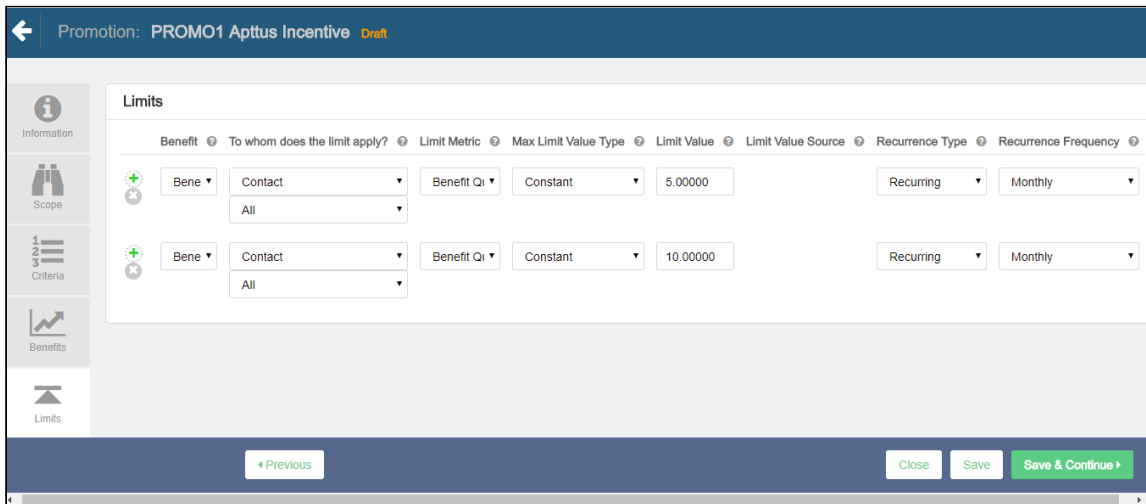 Promotion: PROMO1 Apttus Incentive Draft
Information
Scope
1
2
3
Criteria
Benefits
Limits
Limits
Benefit To whom does the limit apply? Limit Metric Max Limit Value Type Limit Value Limit Value Source Recurrence Type Recurrence Frequency
Bene Contact Benefit Qu Constant 5.00000 Recurring Monthly
All
Bene Contact Benefit Qu Constant 10.00000 Recurring Monthly
All
Previous Close Save Save & Continue